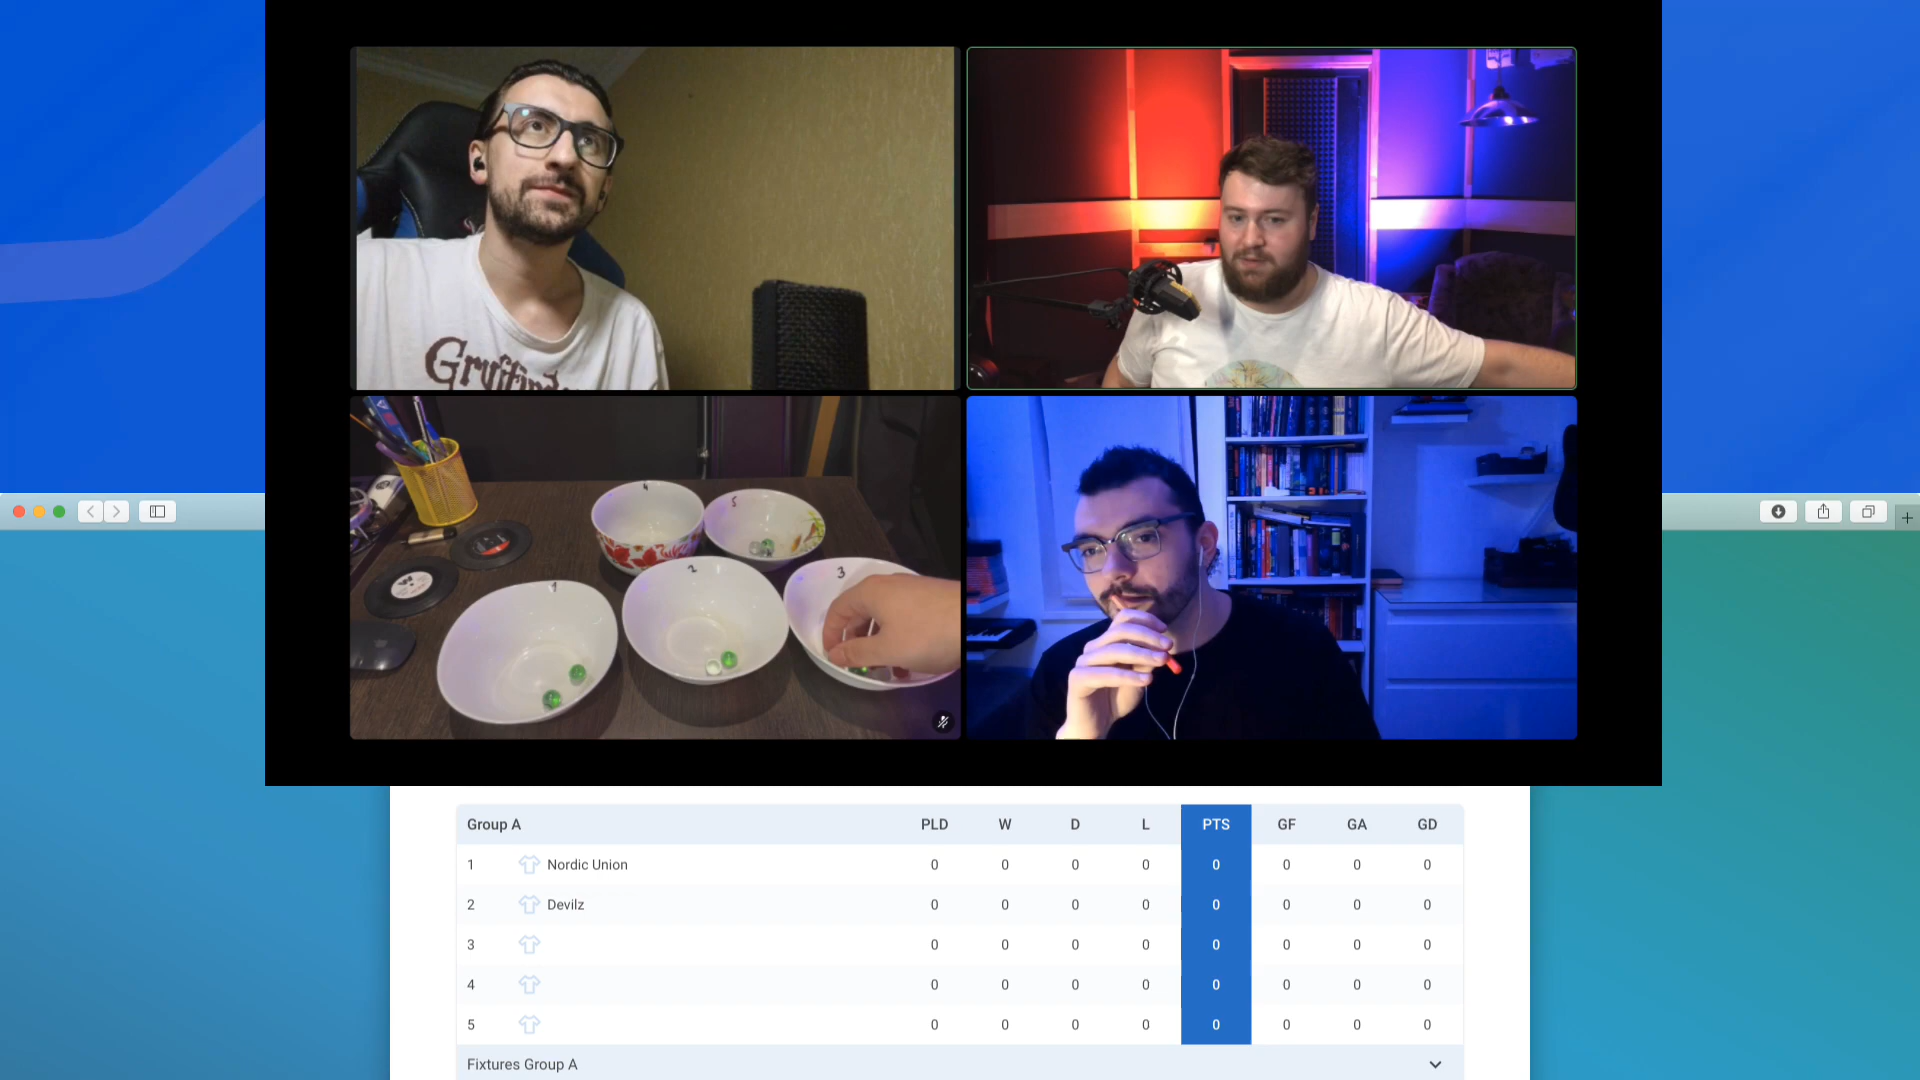 Gryffindor
4
5
1
2
3
Group A PLD W D L PTS GF GA GD
1 Nordic Union 0 0 0 0 0 0 0 0
2 Devilz 0 0 0 0 0 0 0 0
3 0 0 0 0 0 0 0 0
4 0 0 0 0 0 0 0 0
5 0 0 0 0 0 0 0 0
Fixtures Group A